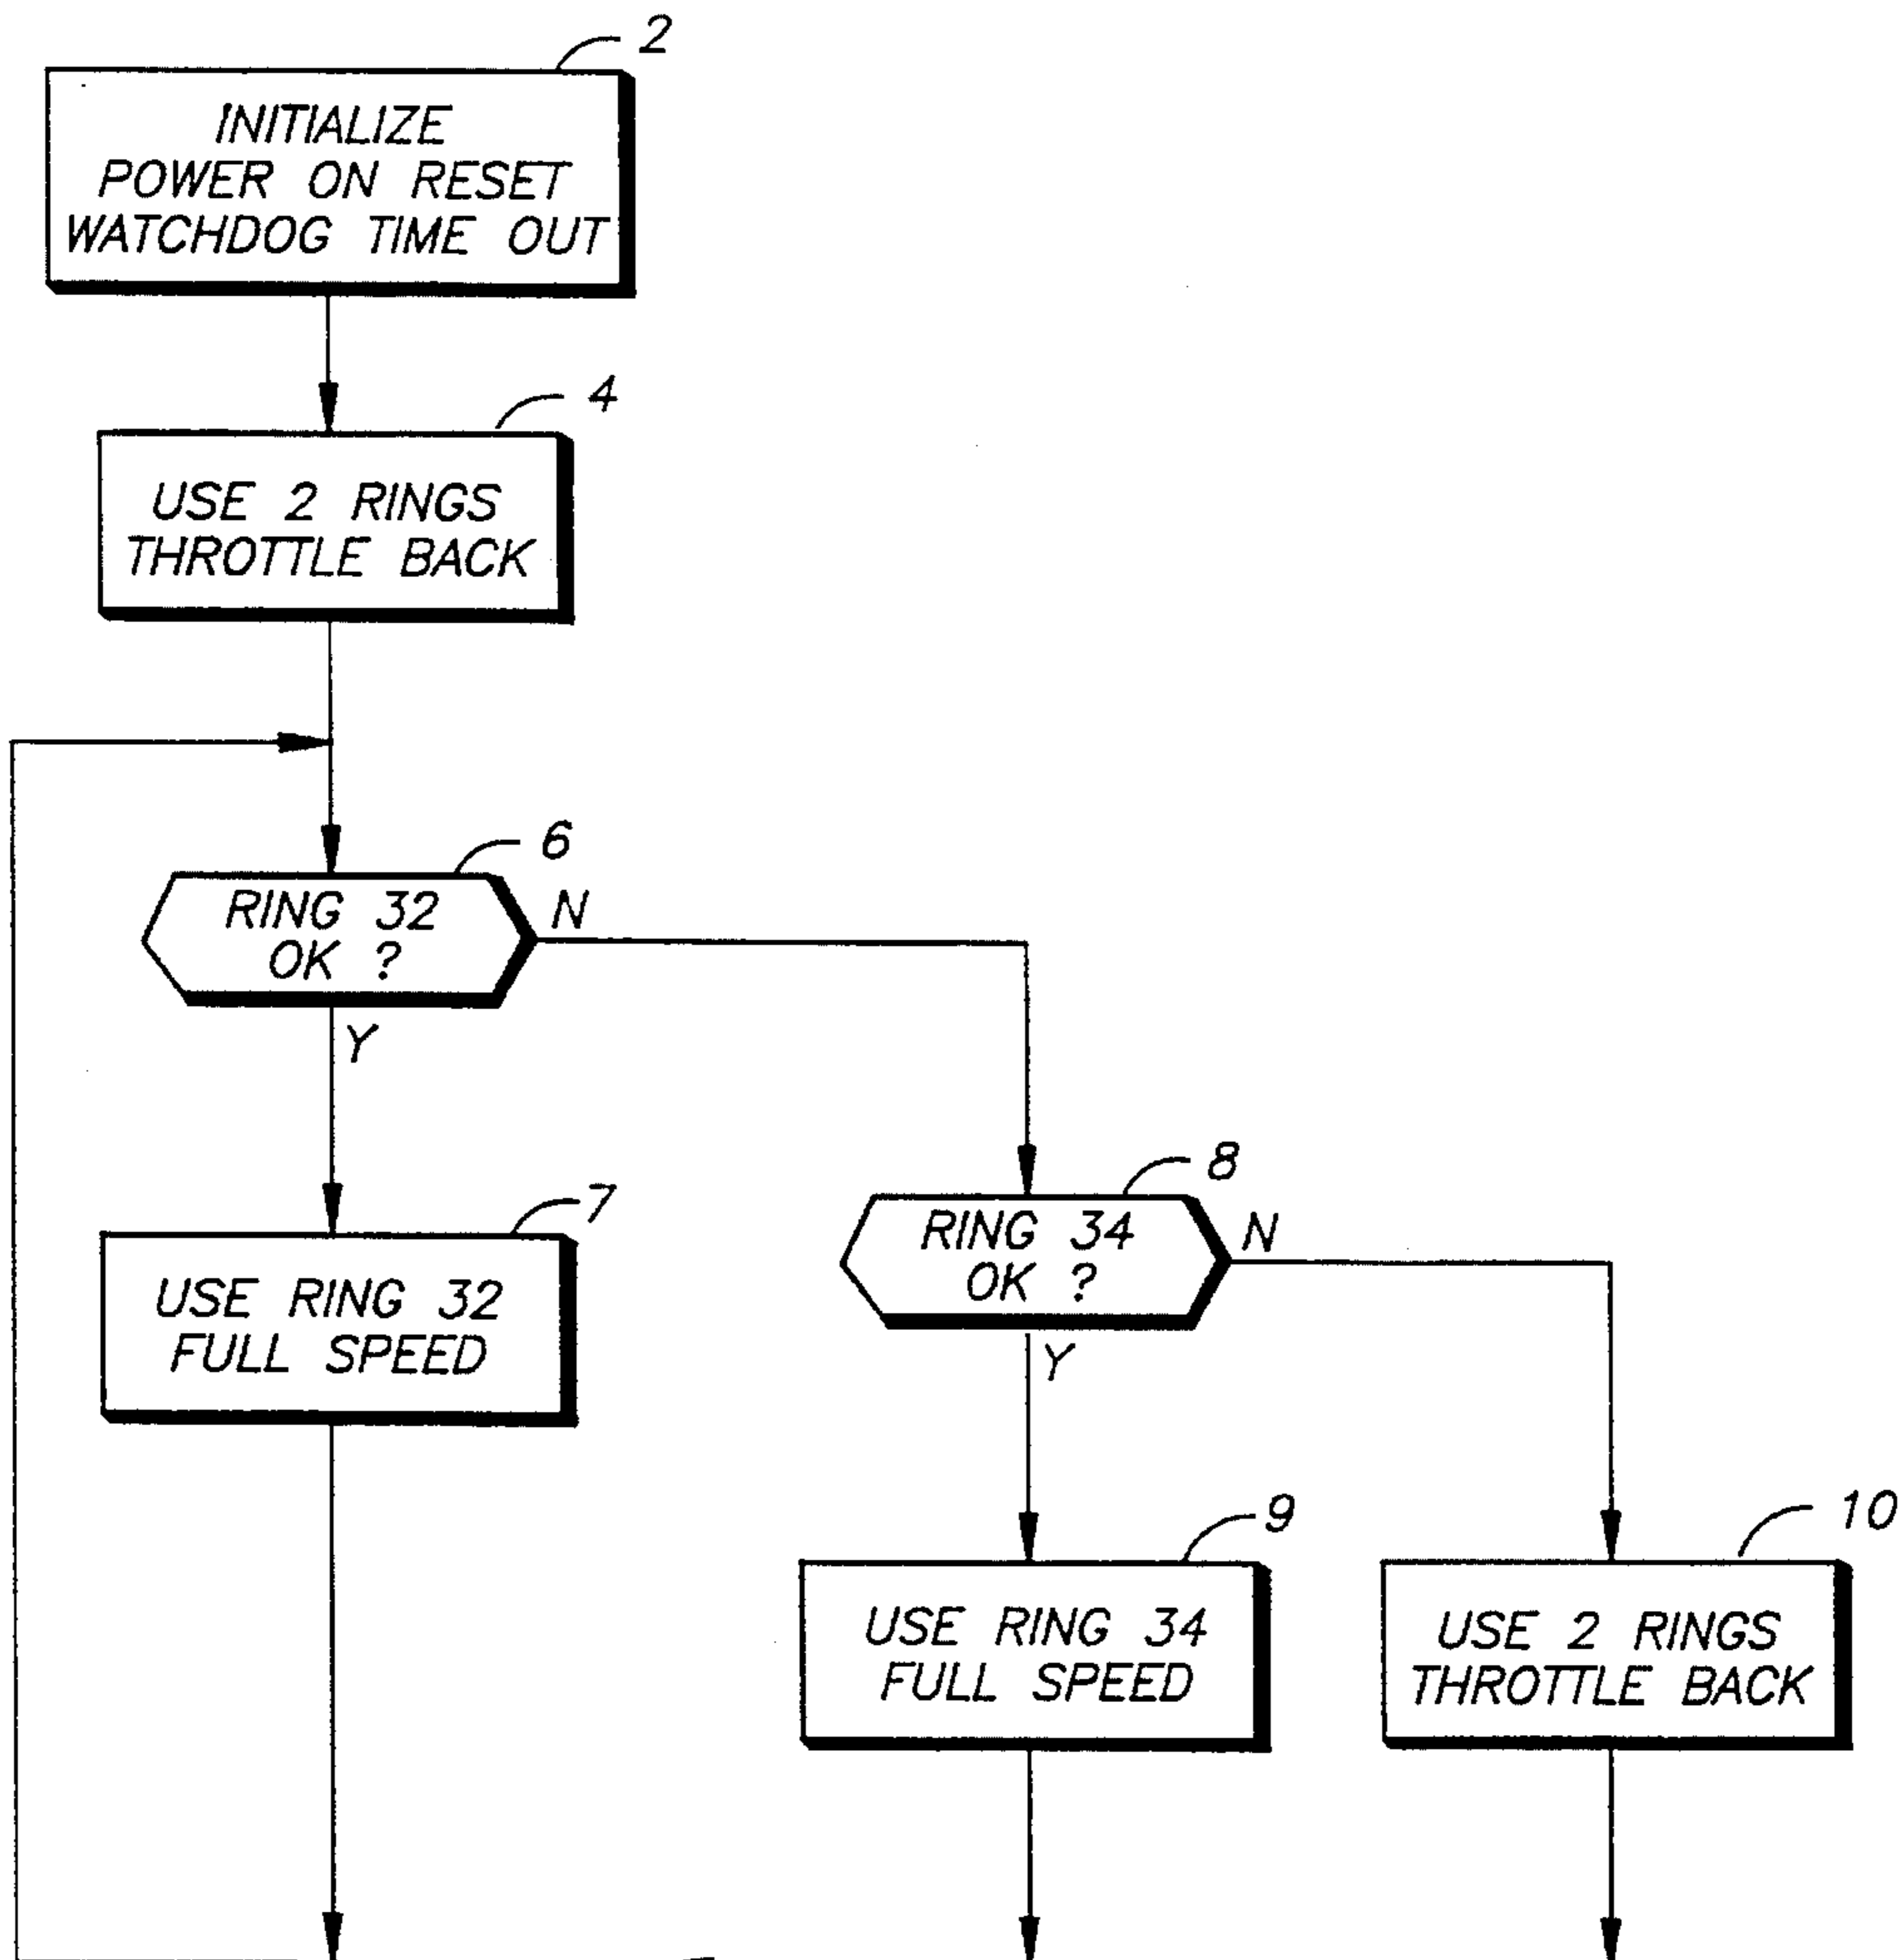 2
INITIALIZE
POWER ON RESET
WATCHDOG TIME OUT
4
USE 2 RINGS
THROTTLE BACK
6
RING 32
OK ?
N
Y
7
USE RING 32
FULL SPEED
8
RING 34
OK ?
N
Y
9
USE RING 34
FULL SPEED
10
USE 2 RINGS
THROTTLE BACK